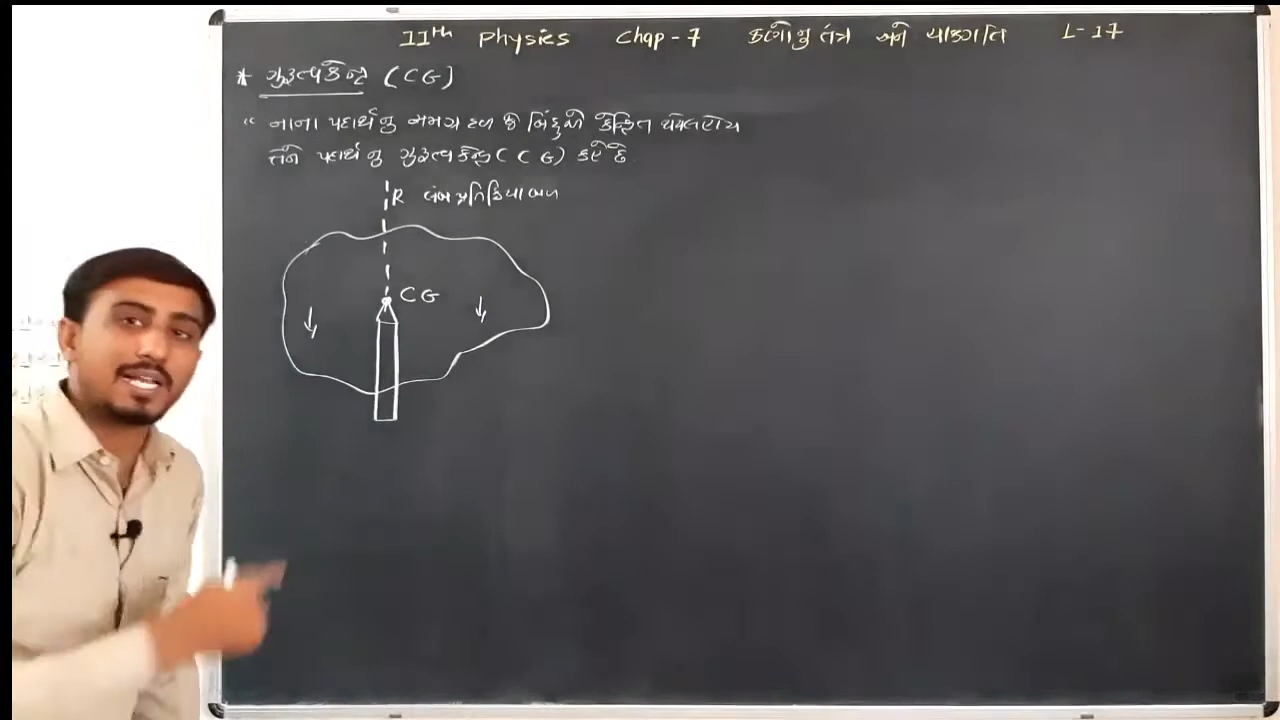 11th Physics Chap-7 કણોનું તંત્ર અને ચાકગતિ L-17
* ગુરુત્વકેન્દ્ર (CG)
“ નાના પદાર્થનુ સમગ્ર દળ જે બિંદુએ કેન્દ્રિત થયેલ હોય
તેને પદાર્થનુ ગુરુત્વકેન્દ્ર (CG) કહે છે.
R લંબ પ્રતિક્રિયા બળ
CG